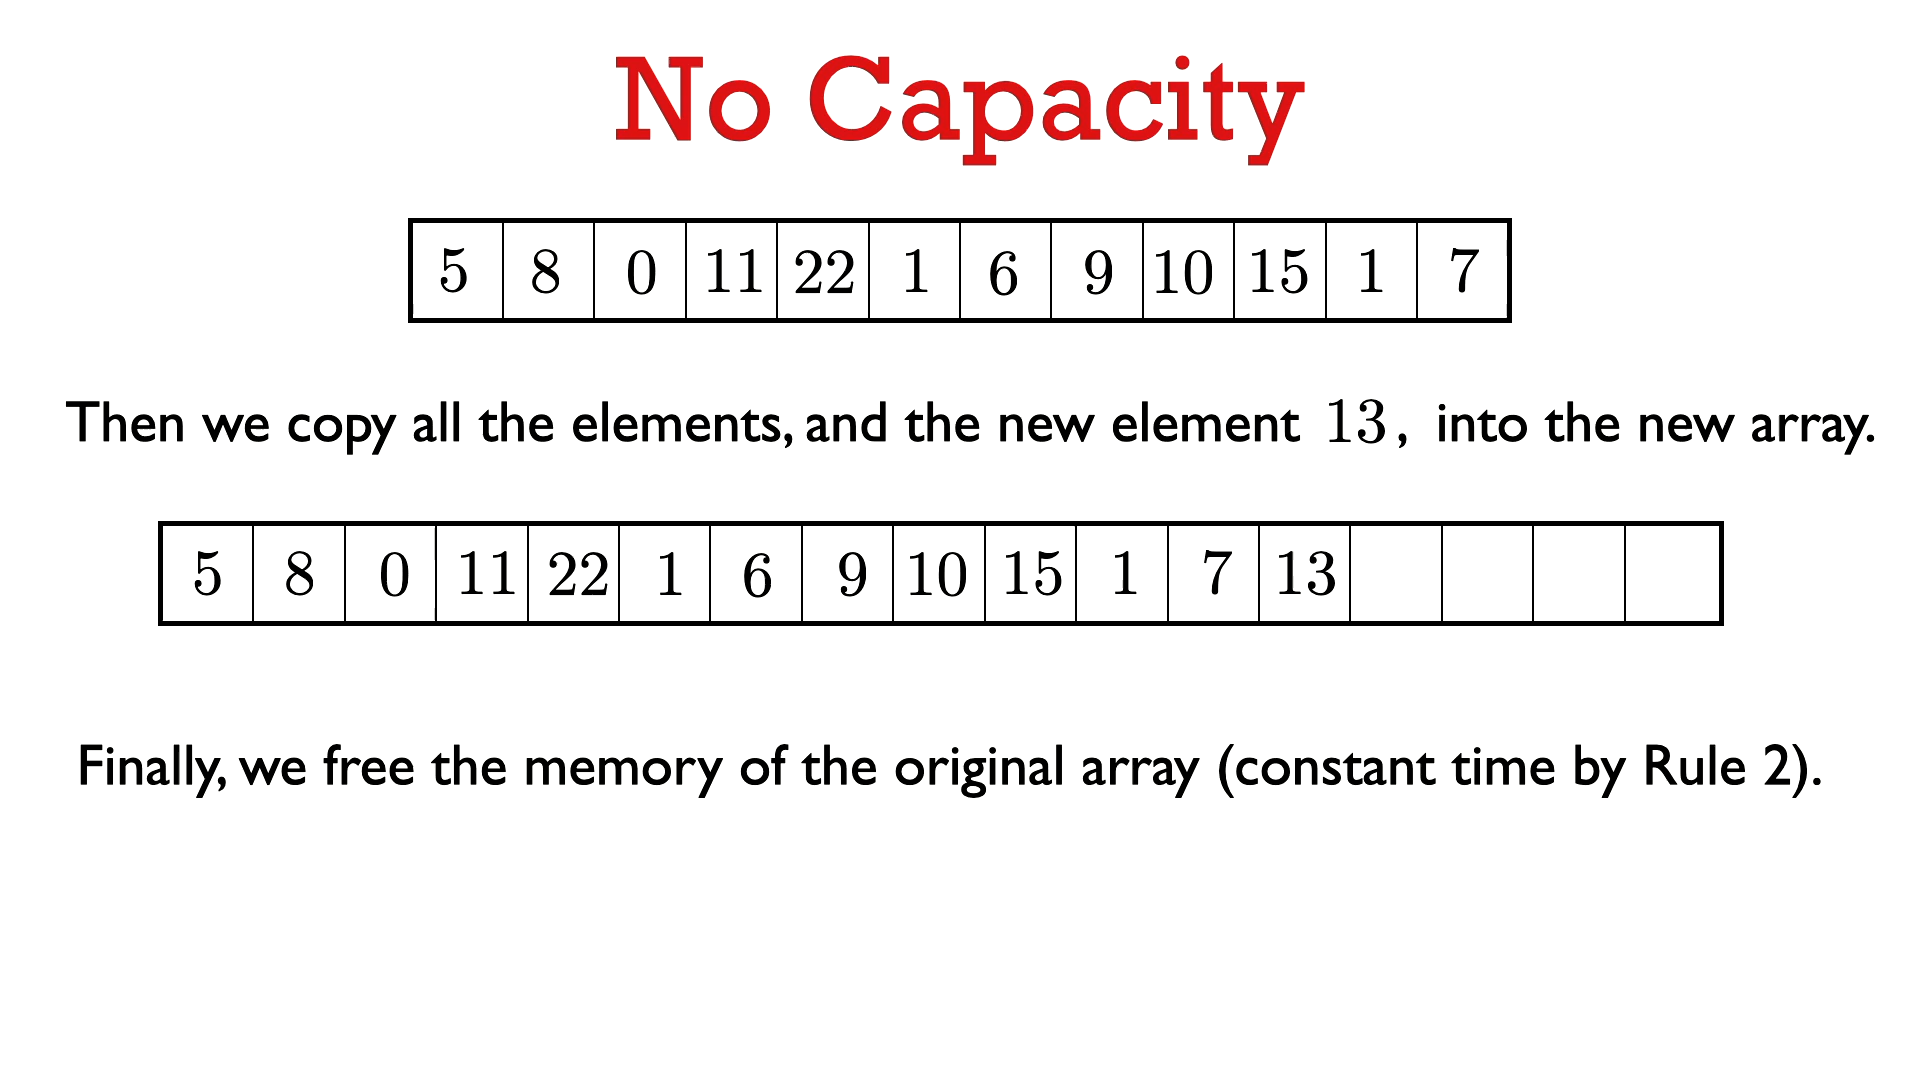 No Capacity
5 8 0 11 22 1 6 9 10 15 1 7
Then we copy all the elements, and the new element 13, into the new array.
5 8 0 11 22 1 6 9 10 15 1 7 13
Finally, we free the memory of the original array (constant time by Rule 2).